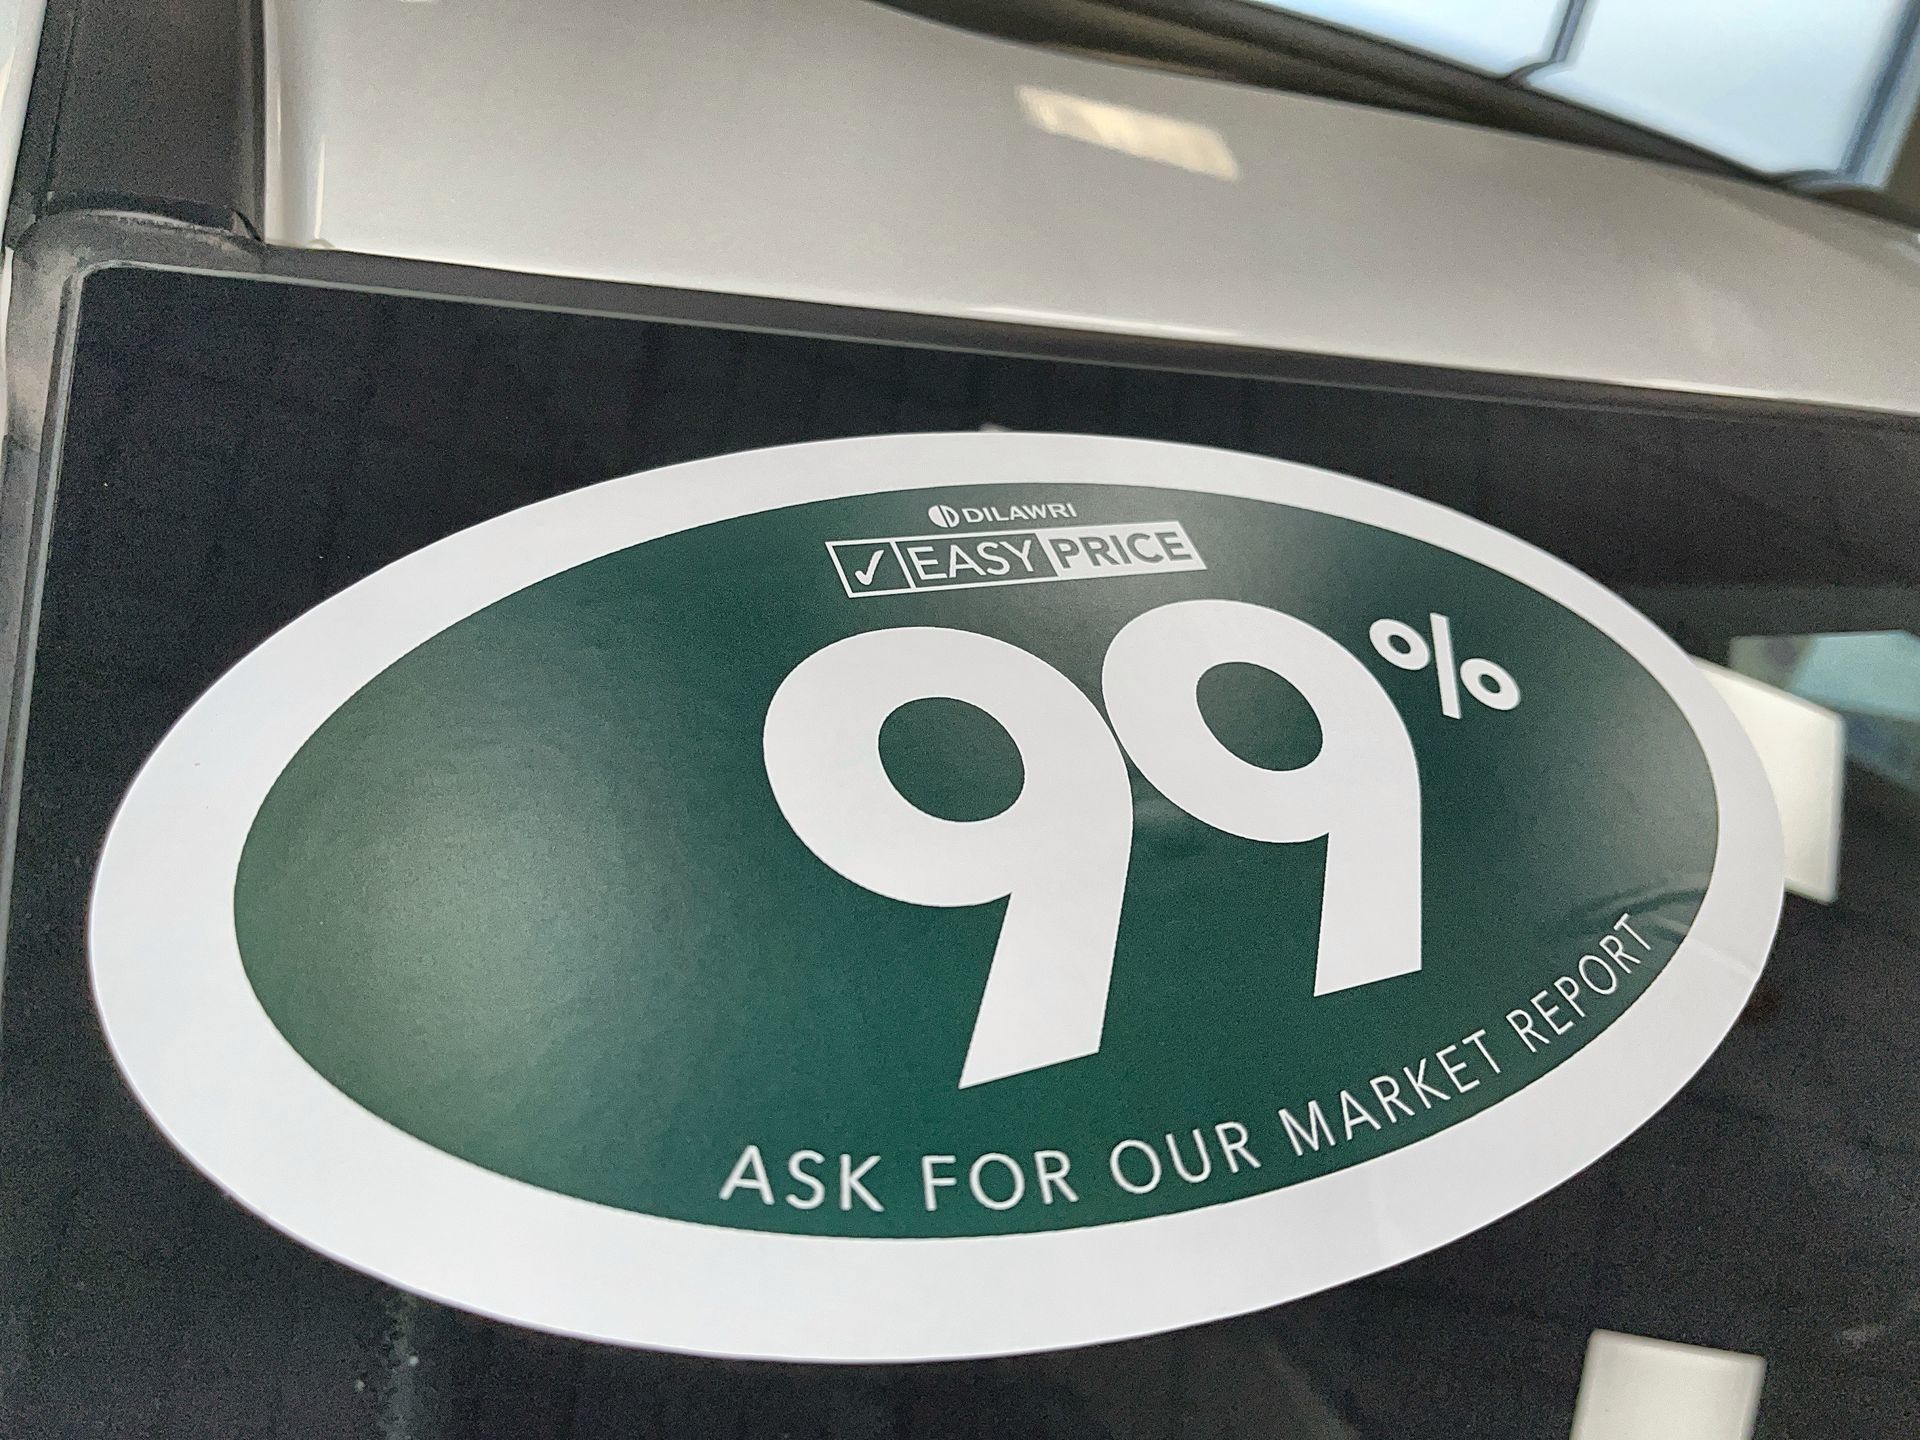 DILAWRI
✓ EASY PRICE
99%
ASK FOR OUR MARKET REPORT